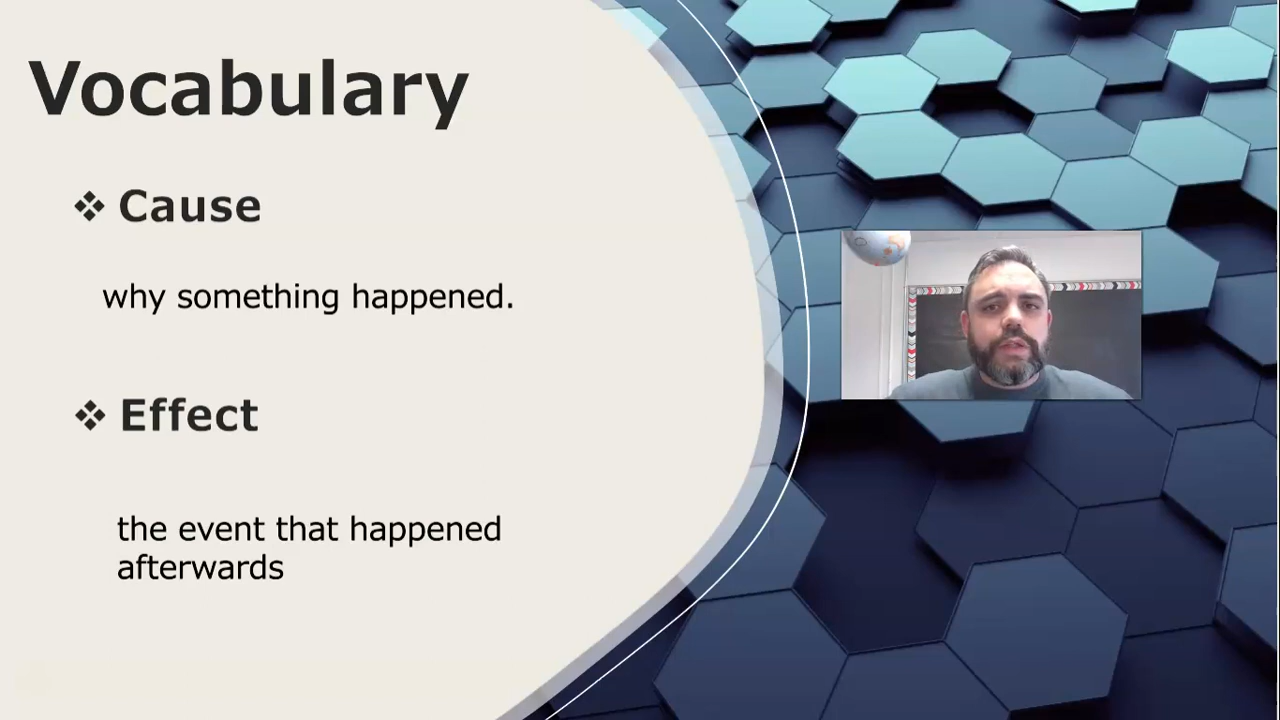 Vocabulary
Cause
why something happened.
Effect
the event that happened
afterwards